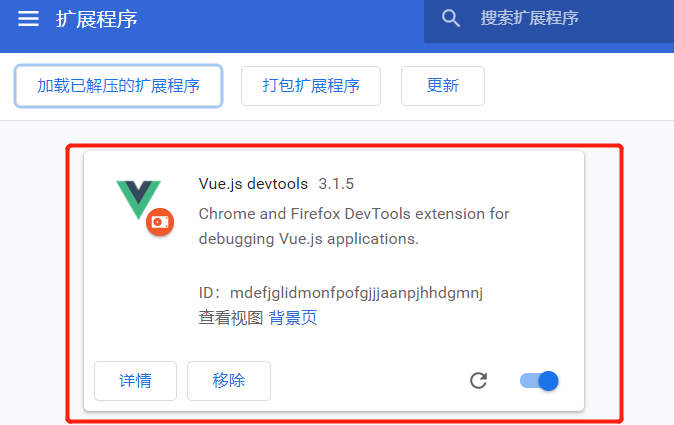 扩展程序
搜索扩展程序
加载已解压的扩展程序
打包扩展程序
更新
Vue.js devtools 3.1.5
Chrome and Firefox DevTools extension for
debugging Vue.js applications.
ID：mdefjglidmonfpofgjjjaanpjhhdgmnj
查看视图 背景页
详情
移除